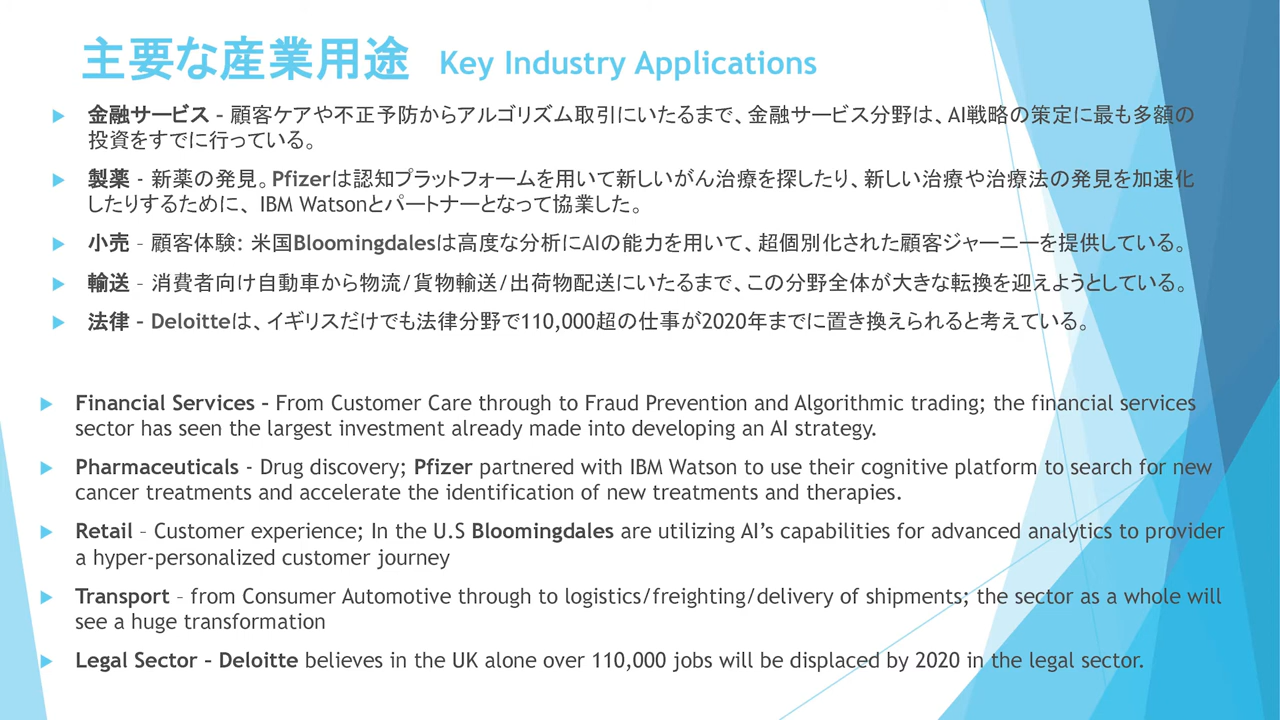 主要な産業用途 Key Industry Applications
金融サービス – 顧客ケアや不正予防からアルゴリズム取引にいたるまで、金融サービス分野は、AI戦略の策定に最も多額の
投資をすでに行っている。
製薬 - 新薬の発見。Pfizerは認知プラットフォームを用いて新しいがん治療を探したり、新しい治療や治療法の発見を加速化
したりするために、 IBM Watsonとパートナーとなって協業した。
小売 – 顧客体験: 米国Bloomingdalesは高度な分析にAIの能力を用いて、超個別化された顧客ジャーニーを提供している。
輸送 – 消費者向け自動車から物流/貨物輸送/出荷物配送にいたるまで、この分野全体が大きな転換を迎えようとしている。
法律 – Deloitteは、イギリスだけでも法律分野で110,000超の仕事が2020年までに置き換えられると考えている。
Financial Services – From Customer Care through to Fraud Prevention and Algorithmic trading; the financial services
sector has seen the largest investment already made into developing an AI strategy.
Pharmaceuticals - Drug discovery; Pfizer partnered with IBM Watson to use their cognitive platform to search for new
cancer treatments and accelerate the identification of new treatments and therapies.
Retail – Customer experience; In the U.S Bloomingdales are utilizing AI’s capabilities for advanced analytics to provider
a hyper-personalized customer journey
Transport – from Consumer Automotive through to logistics/freighting/delivery of shipments; the sector as a whole will
see a huge transformation
Legal Sector – Deloitte believes in the UK alone over 110,000 jobs will be displaced by 2020 in the legal sector.